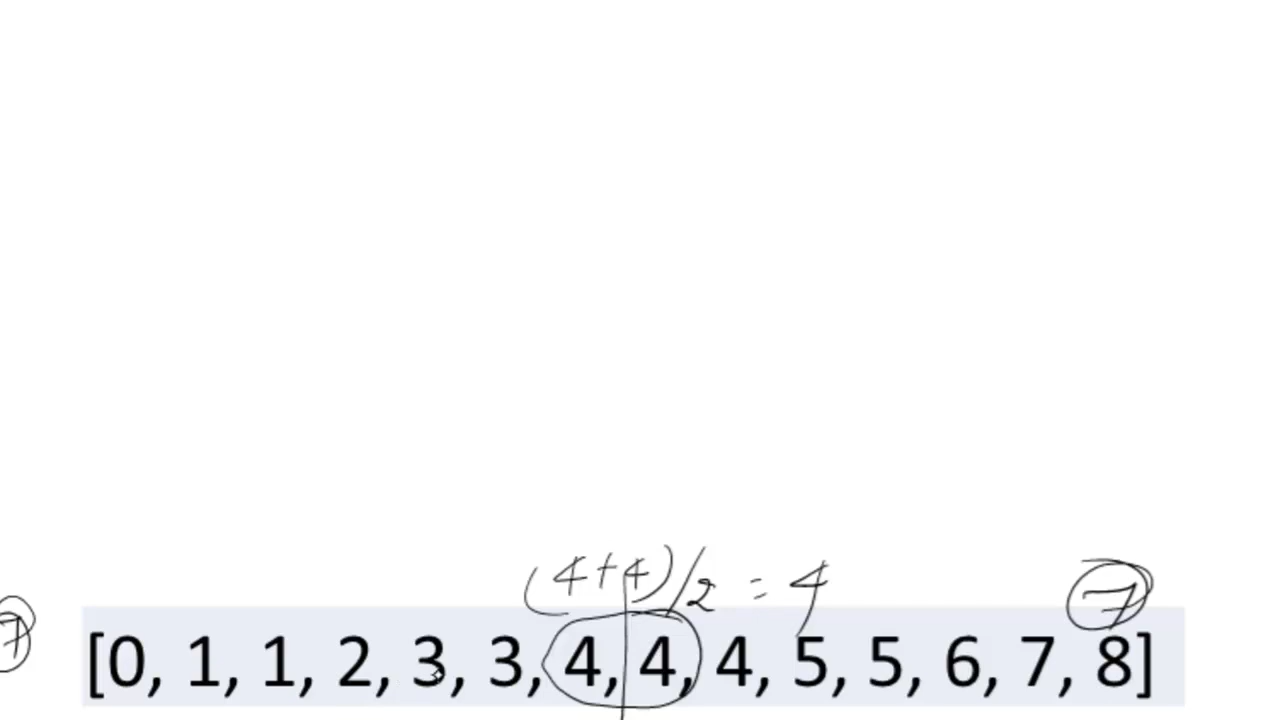 (4+4)/2 = 4
7
7
[0, 1, 1, 2, 3, 3, 4, 4, 4, 5, 5, 6, 7, 8]